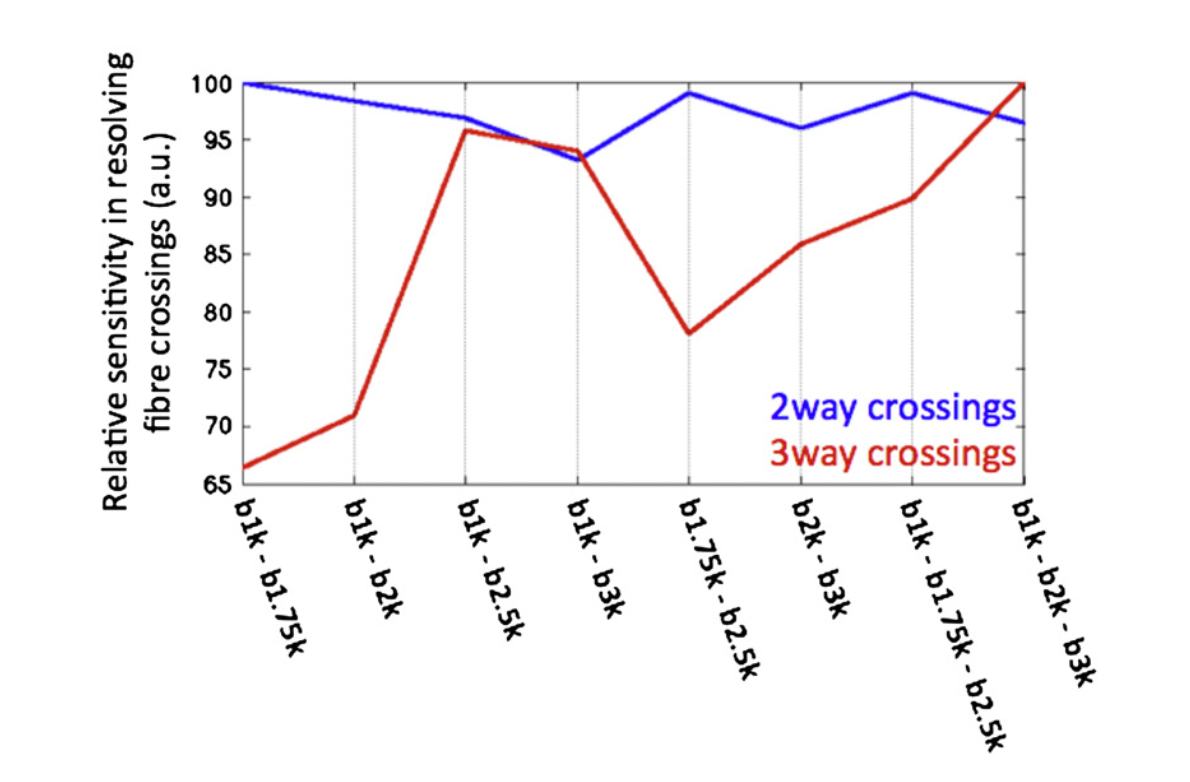 Relative sensitivity in resolving
fibre crossings (a.u.)
100
95
90
85
80
75
70
65
2way crossings
3way crossings
b1k - b1.75k
b1k - b2k
b1k - b2.5k
b1k - b3k
b1.75k - b2.5k
b2k - b3k
b1k - b1.75k - b2.5k
b1k - b2k - b3k